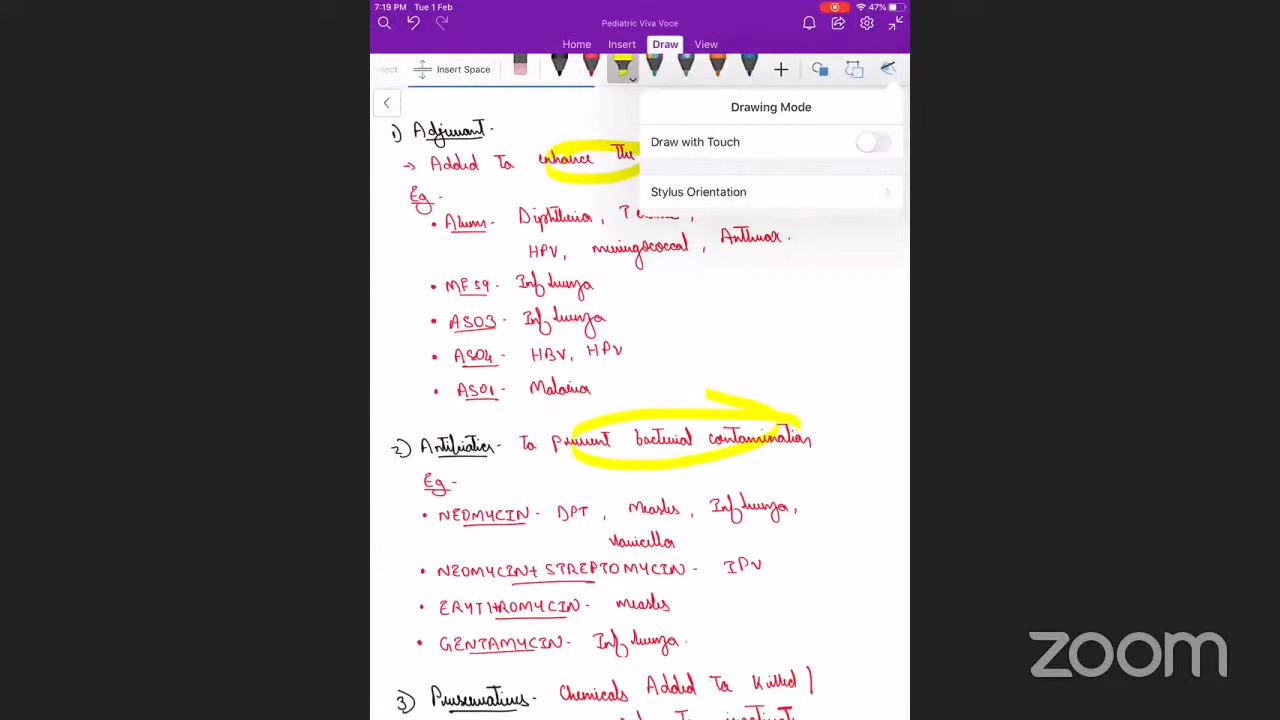 7:19 PM Tue 1 Feb
47%
Pediatric Viva Voce
Home Insert Draw View
Insert Space
Drawing Mode
Draw with Touch
Stylus Orientation
1) Adjuvant -
→ Added To enhance the
Eg -
• Alum - Diphtheria,
HPV, meningococcal, Anthrax.
• MF59 - Influenza
• AS03 - Influenza
• AS04 - HBV, HPV
• AS01 - Malaria
2) Antibiotics - To prevent bacterial contamination
Eg -
• NEOMYCIN - DPT, Measles, Influenza,
Varicella
• NEOMYCIN + STREPTOMYCIN - IPV
• ERYTHROMYCIN - measles
• GENTAMYCIN - Influenza.
3) Preservatives - Chemicals Added To Killed /
zoom